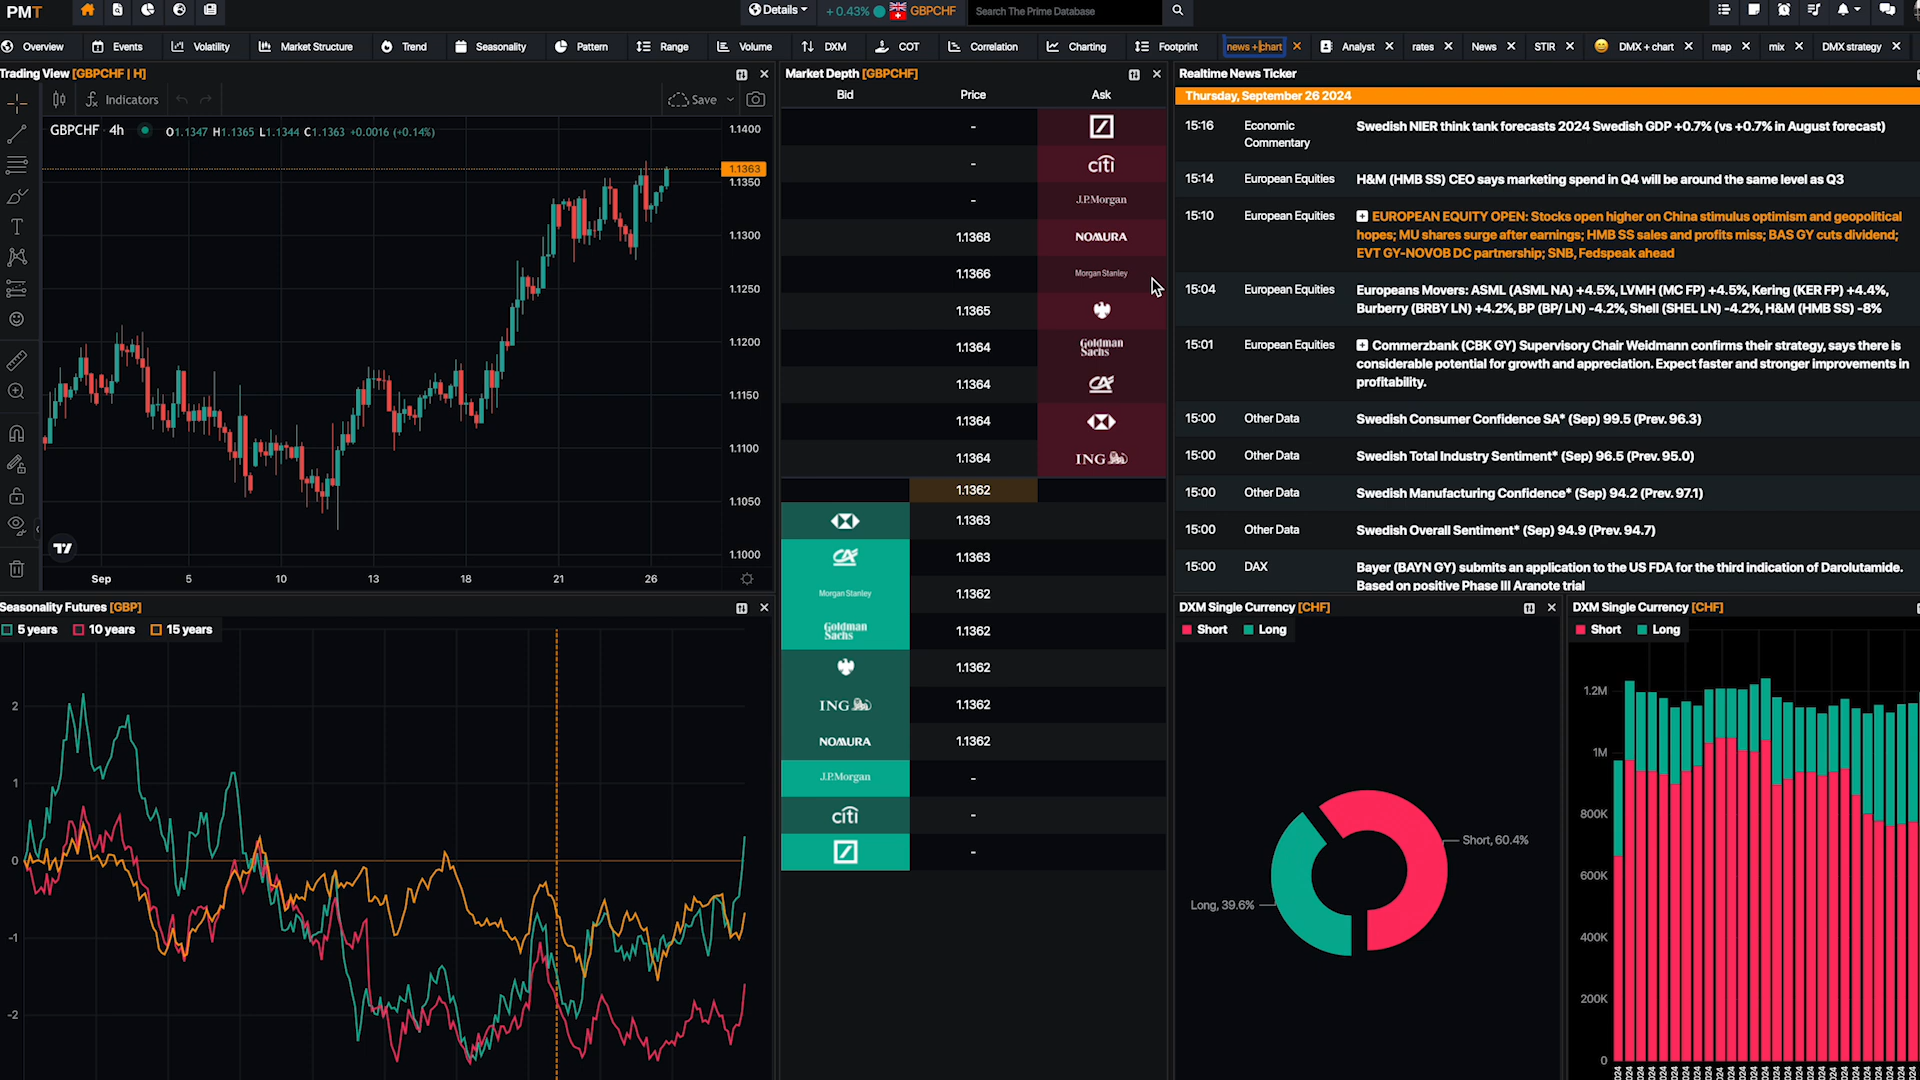 PMT
Details
+ 0.43%
GBPCHF
Search The Prime Database
Overview
Events
Volatility
Market Structure
Trend
Seasonality
Pattern
Range
Volume
DXM
COT
Correlation
Charting
Footprint
news + chart
Analyst
rates
News
STIR
DMX + chart
map
mix
DMX strategy
Trading View [GBPCHF | H]
Indicators
Save
GBPCHF 4h O1.1347 H1.1365 L1.1344 C1.1363 +0.0016 (+0.14%)
1.1400
1.1363
1.1350
1.1300
1.1250
1.1200
1.1150
1.1100
1.1050
1.1000
Sep 5 10 13 18 21 26
Seasonality Futures [GBP]
5 years 10 years 15 years
2
1
0
-1
-2
Market Depth [GBPCHF]
Bid Price Ask
-
- citi
- J.P.Morgan
1.1368 NOMURA
1.1366 Morgan Stanley
1.1365
1.1364 Goldman Sachs
1.1364 CA
1.1364
1.1364 ING
1.1362
1.1363
CA 1.1363
Morgan Stanley 1.1362
Goldman Sachs 1.1362
1.1362
ING 1.1362
NOMURA 1.1362
J.P.Morgan -
citi -
-
Realtime News Ticker
Thursday, September 26 2024
15:16 Economic Commentary Swedish NIER think tank forecasts 2024 Swedish GDP +0.7% (vs +0.7% in August forecast)
15:14 European Equities H&M (HMB SS) CEO says marketing spend in Q4 will be around the same level as Q3
15:10 European Equities EUROPEAN EQUITY OPEN: Stocks open higher on China stimulus optimism and geopolitical
hopes; MU shares surge after earnings; HMB SS sales and profits miss; BAS GY cuts dividend;
EVT GY-NOVOB DC partnership; SNB, Fedspeak ahead
15:04 European Equities Europeans Movers: ASML (ASML NA) +4.5%, LVMH (MC FP) +4.5%, Kering (KER FP) +4.4%,
Burberry (BRBY LN) +4.2%, BP (BP/ LN) -4.2%, Shell (SHEL LN) -4.2%, H&M (HMB SS) -8%
15:01 European Equities Commerzbank (CBK GY) Supervisory Chair Weidmann confirms their strategy, says there is
considerable potential for growth and appreciation. Expect faster and stronger improvements in
profitability.
15:00 Other Data Swedish Consumer Confidence SA* (Sep) 99.5 (Prev. 96.3)
15:00 Other Data Swedish Total Industry Sentiment* (Sep) 96.5 (Prev. 95.0)
15:00 Other Data Swedish Manufacturing Confidence* (Sep) 94.2 (Prev. 97.1)
15:00 Other Data Swedish Overall Sentiment* (Sep) 94.9 (Prev. 94.7)
15:00 DAX Bayer (BAYN GY) submits an application to the US FDA for the third indication of Darolutamide.
Based on positive Phase III Aranote trial
DXM Single Currency [CHF]
Short Long
Short, 60.4%
Long, 39.6%
DXM Single Currency [CHF]
Short Long
1.2M
1M
800K
600K
400K
200K
0